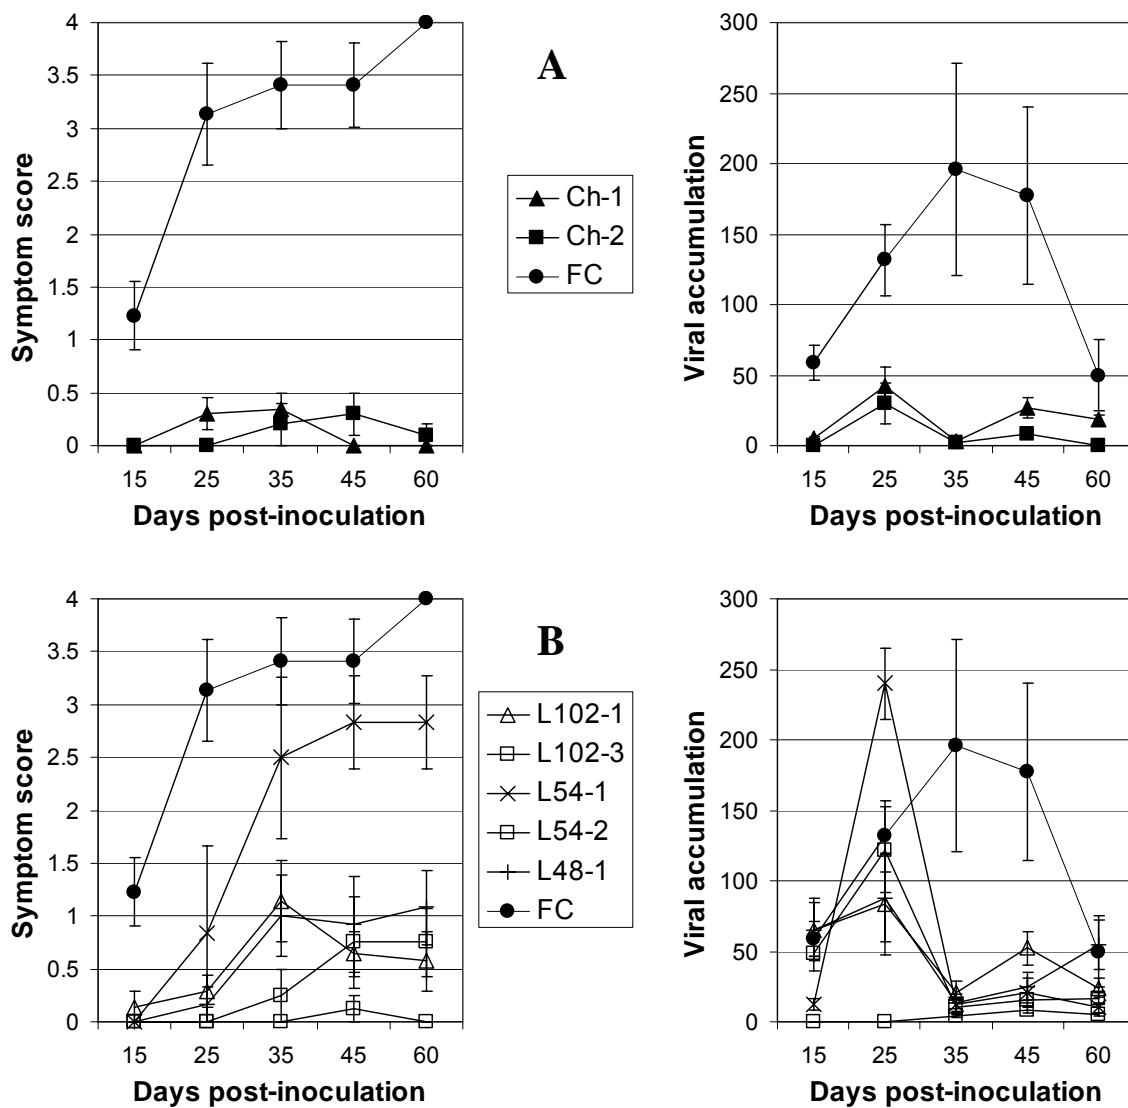 4
3.5
3
2.5
2
1.5
1
0.5
0
15 25 35 45 60
Symptom score
Days post-inoculation
A
Ch-1
Ch-2
FC
300
250
200
150
100
50
0
15 25 35 45 60
Viral accumulation
Days post-inoculation
4
3.5
3
2.5
2
1.5
1
0.5
0
15 25 35 45 60
Symptom score
Days post-inoculation
B
L102-1
L102-3
L54-1
L54-2
L48-1
FC
300
250
200
150
100
50
0
15 25 35 45 60
Viral accumulation
Days post-inoculation